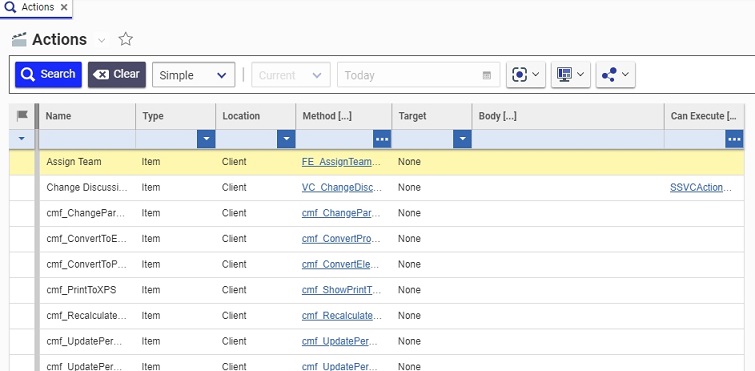 Actions
Actions
Search Clear Simple Current Today
Name Type Location Method [...] Target Body [...] Can Execute [...
Assign Team Item Client FE_AssignTeam... None
Change Discussi... Item Client VC_ChangeDisc... None SSVCAction...
cmf_ChangePar... Item Client cmf_ChangePar... None
cmf_ConvertToE... Item Client cmf_ConvertPro... None
cmf_ConvertToP... Item Client cmf_ConvertEle... None
cmf_PrintToXPS Item Client cmf_ShowPrintT... None
cmf_Recalculate... Item Client cmf_Recalculate... None
cmf_UpdatePer... Item Client cmf_UpdatePer... None
cmf_UpdatePer... Item Client cmf_UpdatePer... None